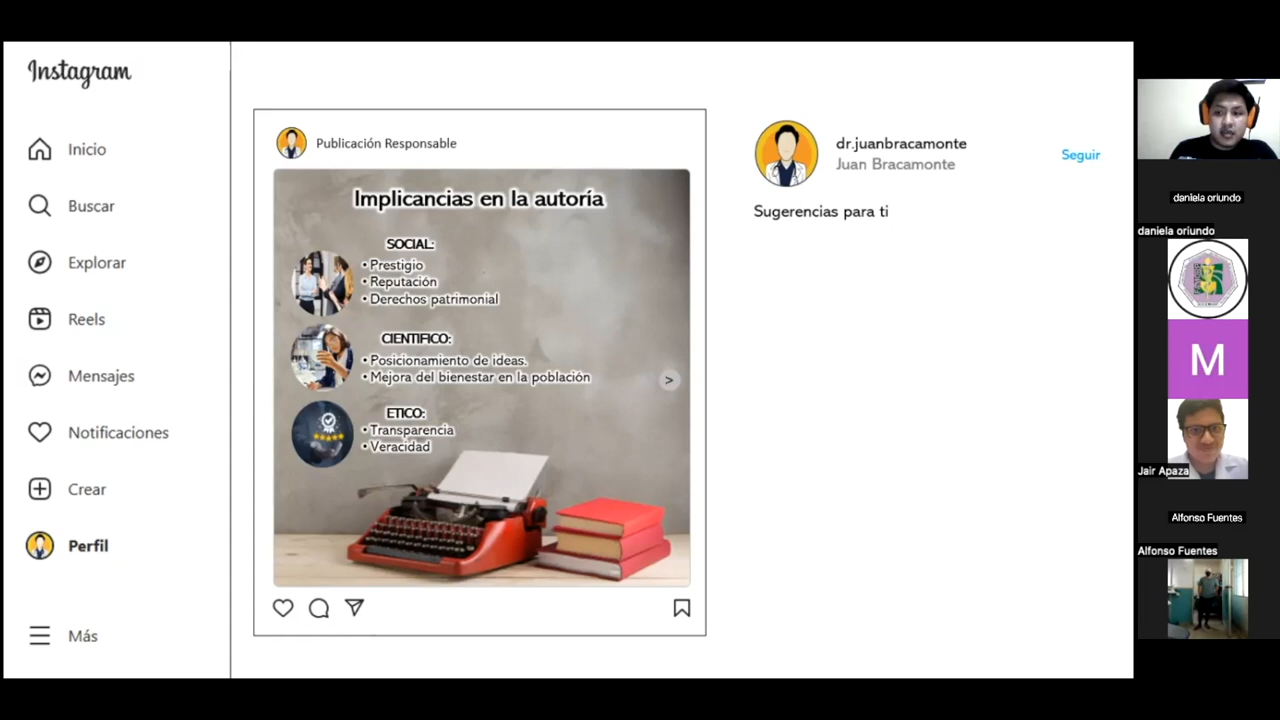 Instagram
Inicio
Buscar
Explorar
Reels
Mensajes
Notificaciones
Crear
Perfil
Más
Publicación Responsable
Implicancias en la autoría
SOCIAL:
• Prestigio
• Reputación
• Derechos patrimonial
CIENTIFICO:
• Posicionamiento de ideas.
• Mejora del bienestar en la población
>
ETICO:
• Transparencia
• Veracidad
dr.juanbracamonte
Juan Bracamonte
Seguir
Sugerencias para ti
daniela oriundo
daniela oriundo
M
Jair Apaza
Alfonso Fuentes
Alfonso Fuentes